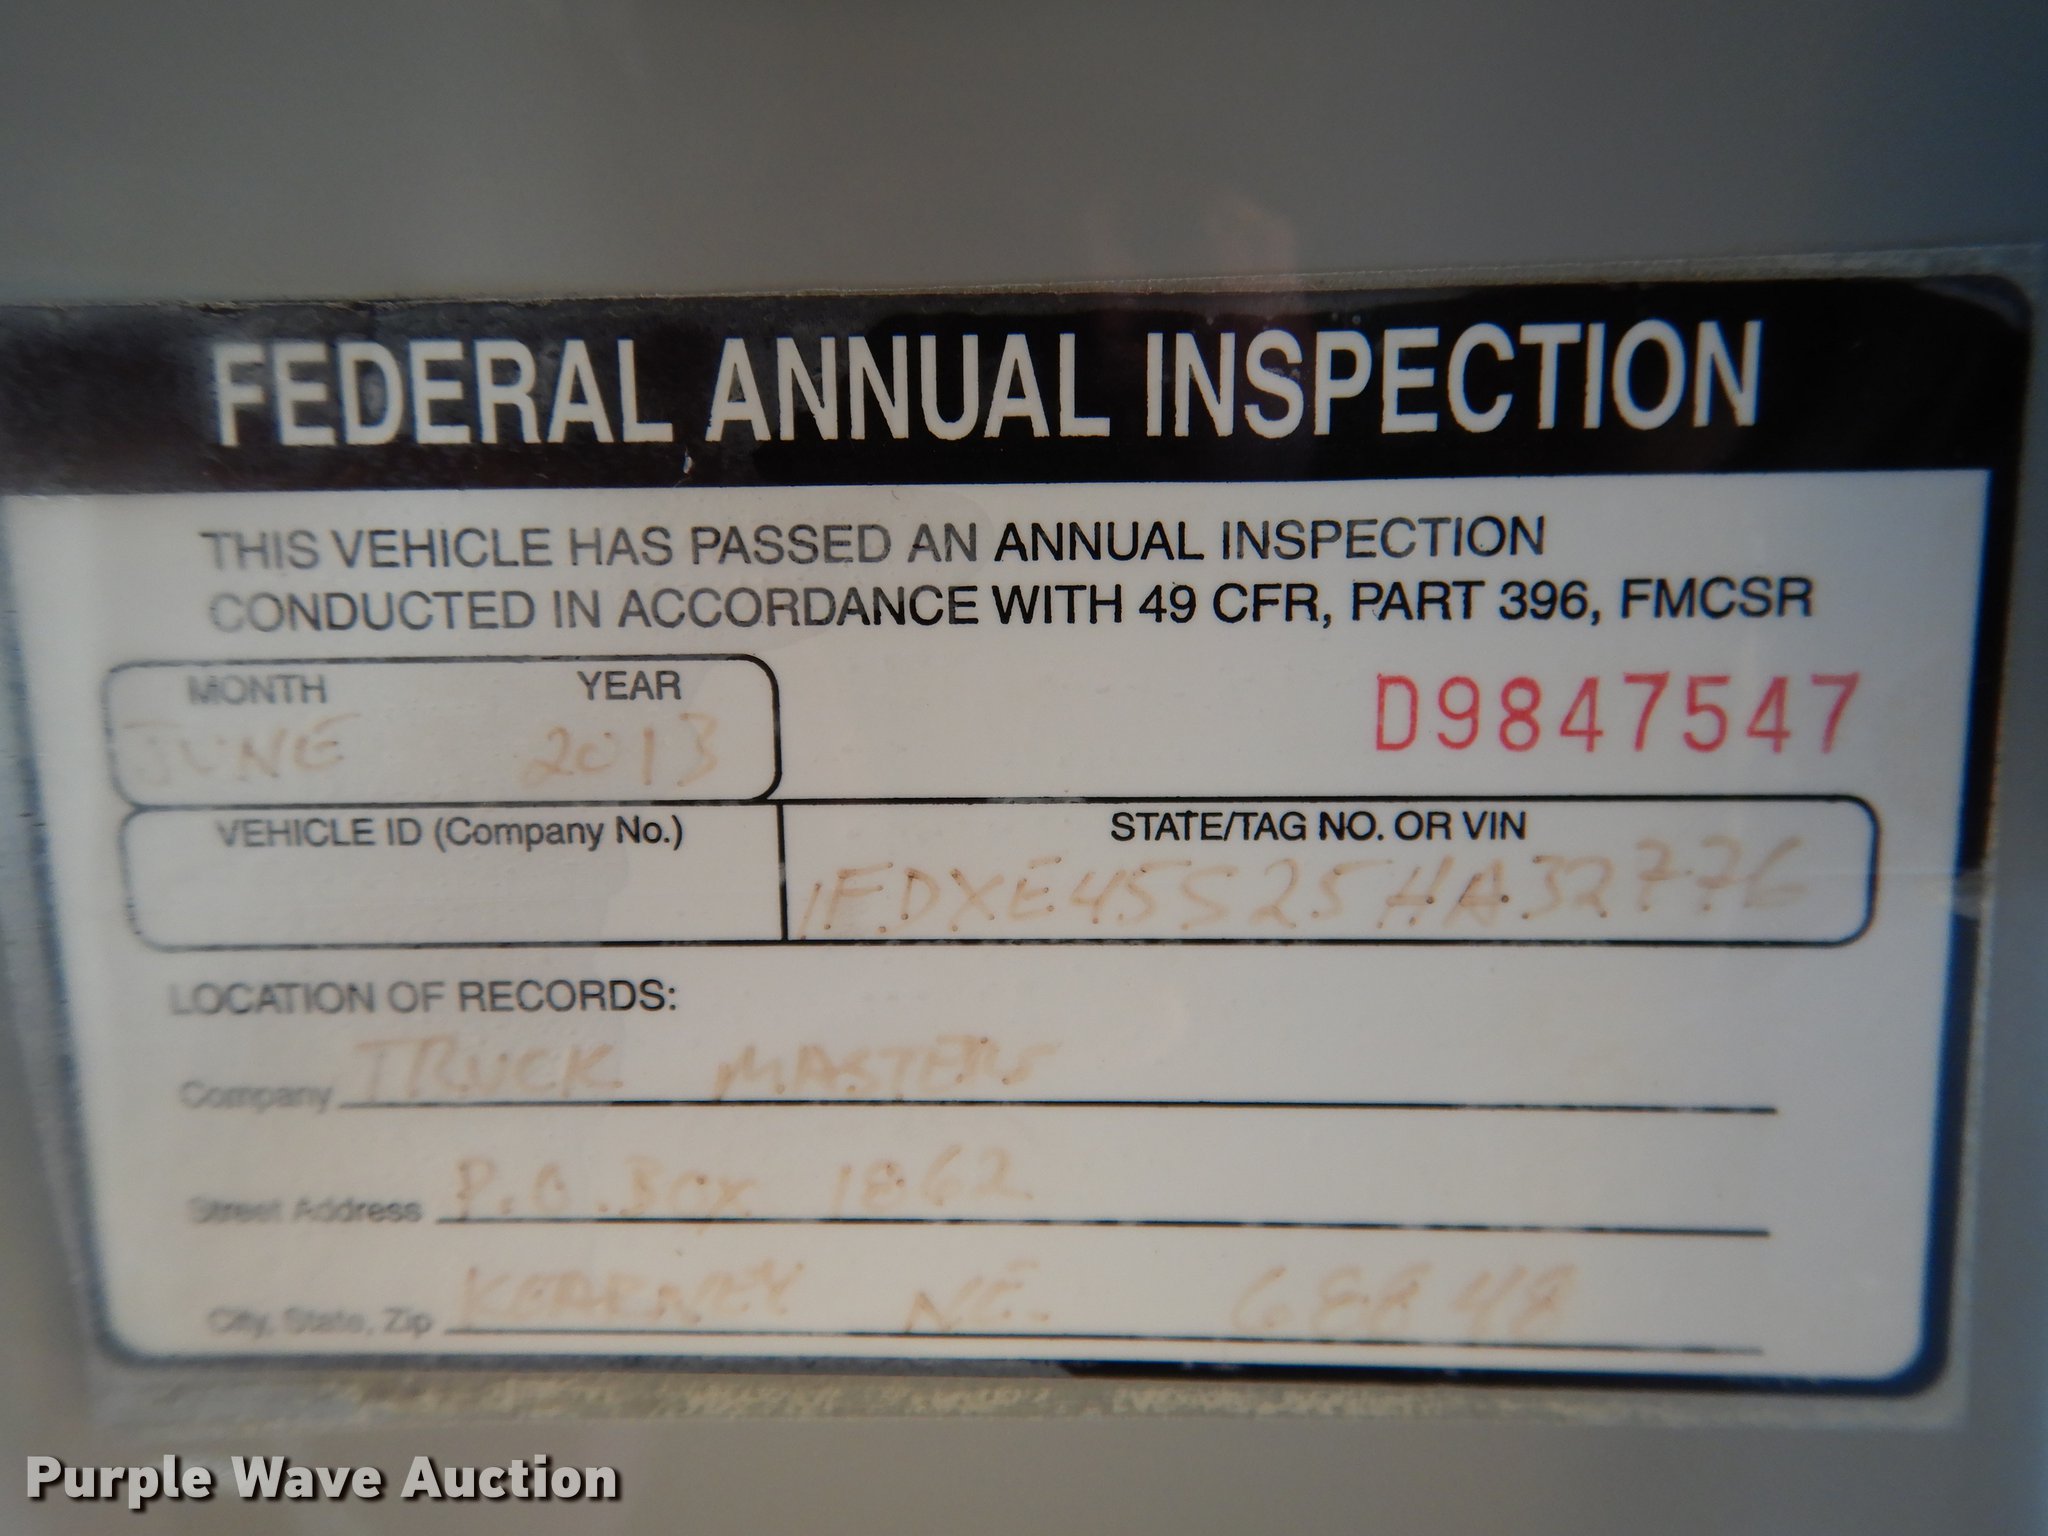 FEDERAL ANNUAL INSPECTION
THIS VEHICLE HAS PASSED AN ANNUAL INSPECTION
CONDUCTED IN ACCORDANCE WITH 49 CFR, PART 396, FMCSR
MONTH YEAR
JUNE 2013
D9847547
VEHICLE ID (Company No.)
STATE/TAG NO. OR VIN
1FDXE45S25HA32776
LOCATION OF RECORDS:
Company TRUCK MASTERS
Street Address P.O. BOX 1862
City, State, Zip KEARNEY NE. 68848
Purple Wave Auction